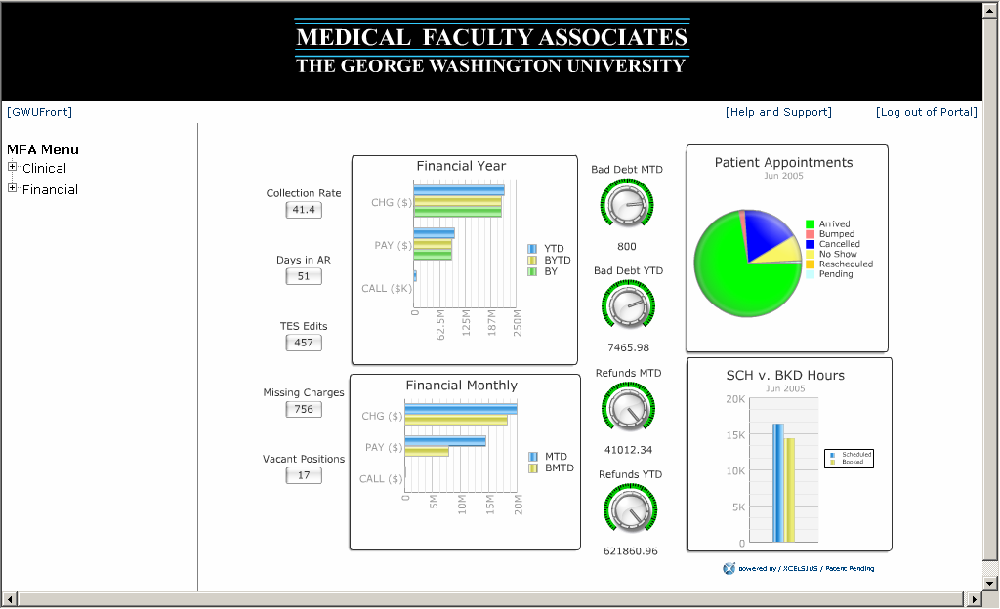 MEDICAL FACULTY ASSOCIATES
THE GEORGE WASHINGTON UNIVERSITY
[GWUFront]
[Help and Support]
[Log out of Portal]
MFA Menu
Clinical
Financial
Collection Rate
41.4
Days in AR
51
TES Edits
457
Missing Charges
756
Vacant Positions
17
Financial Year
CHG ($)
PAY ($)
CALL ($K)
0
62.5M
125M
187M
250M
YTD
BYTD
BY
Financial Monthly
CHG ($)
PAY ($)
CALL ($)
0
5M
10M
15M
20M
MTD
BMTD
Bad Debt MTD
800
Bad Debt YTD
7465.98
Refunds MTD
41012.34
Refunds YTD
621860.96
Patient Appointments
Jun 2005
Arrived
Bumped
Cancelled
No Show
Rescheduled
Pending
SCH v. BKD Hours
Jun 2005
20K
15K
10K
5K
0
Scheduled
Booked
powered by / XCELSIUS / Patent Pending